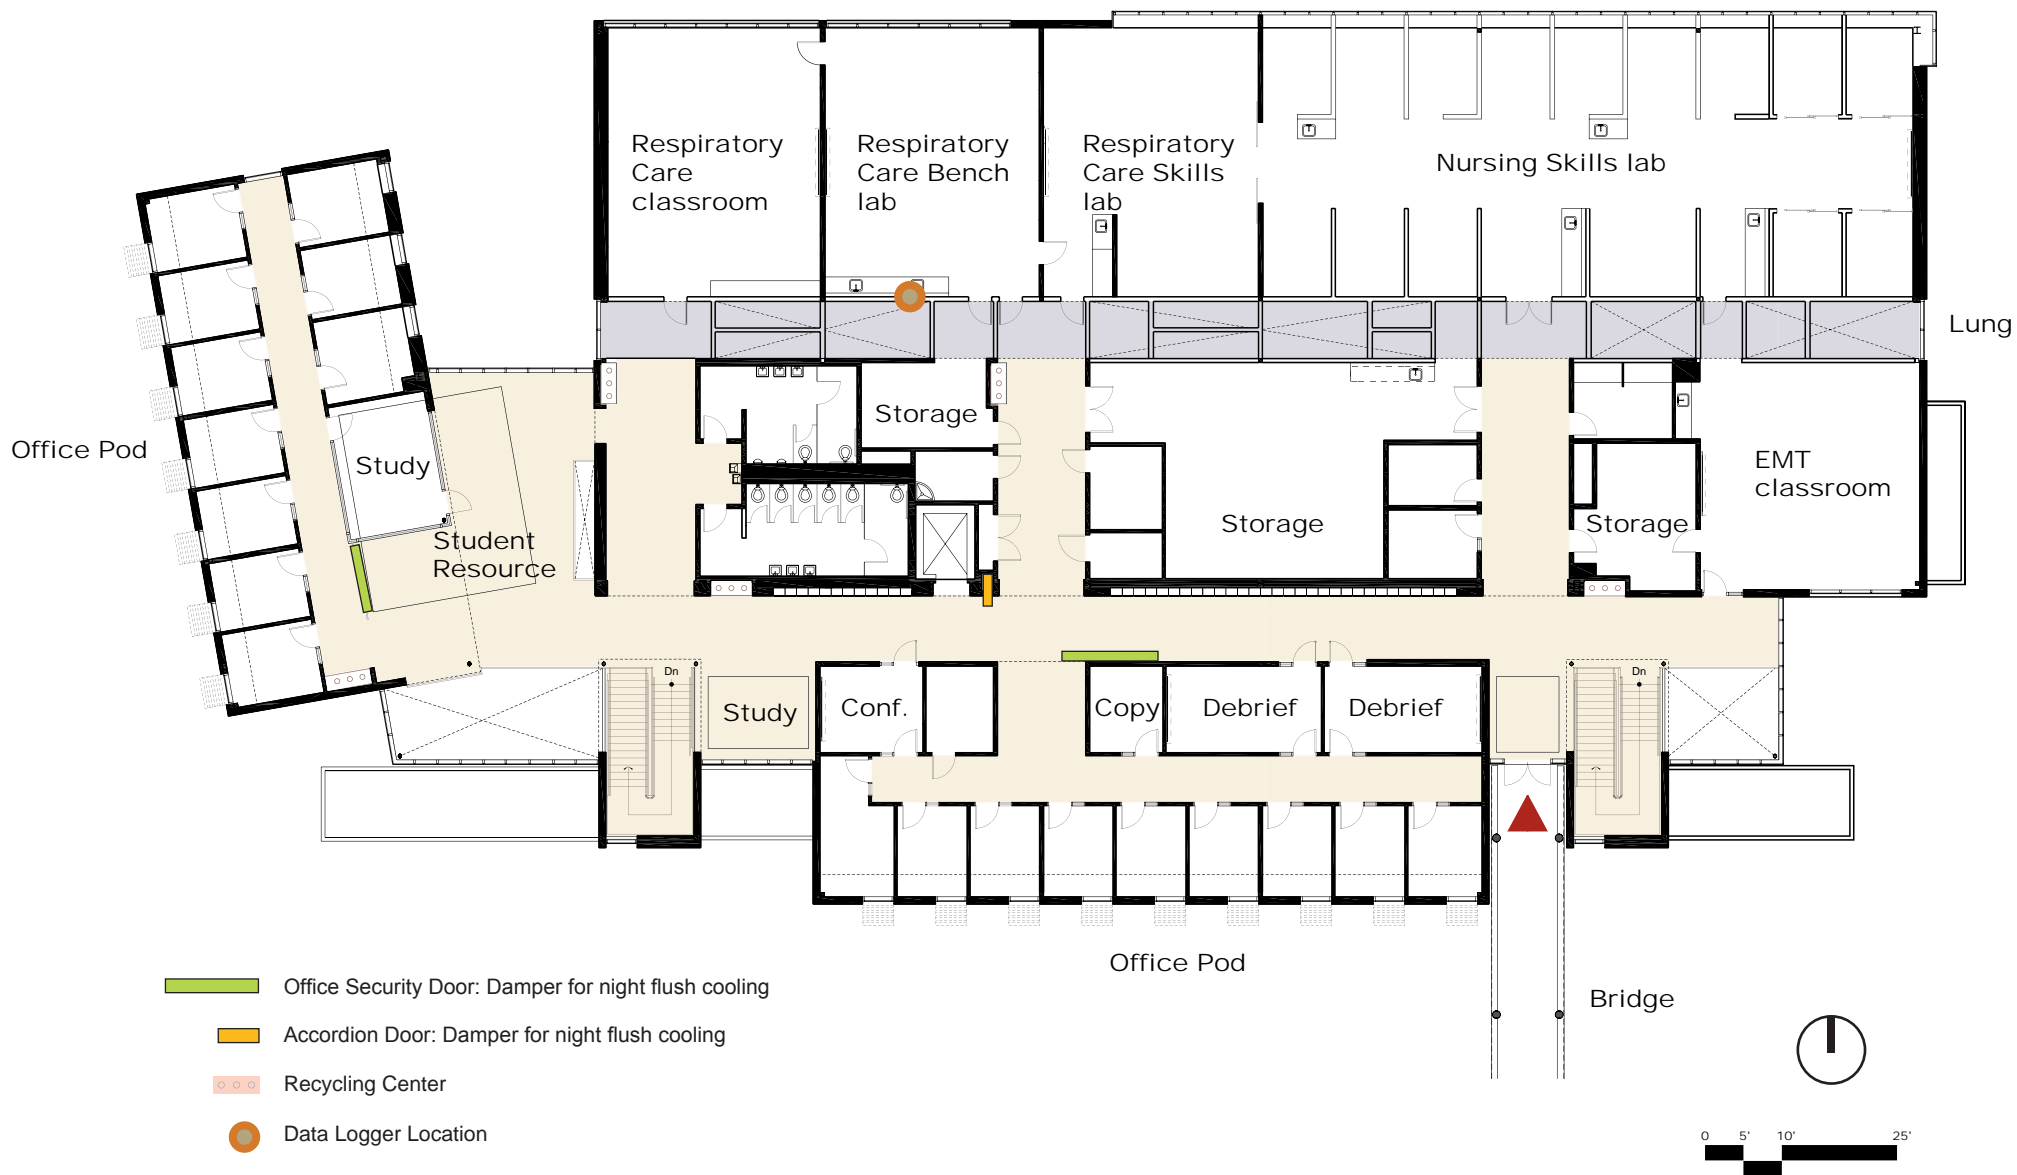 Respiratory
Care
classroom
Respiratory
Care Bench
lab
Respiratory
Care Skills
lab
Nursing Skills lab
Lung
Office Pod
Study
Student
Resource
Storage
Storage
Storage
EMT
classroom
Dn
Study
Conf.
Copy
Debrief
Debrief
Dn
Office Pod
Bridge
Office Security Door: Damper for night flush cooling
Accordion Door: Damper for night flush cooling
Recycling Center
Data Logger Location
0 5' 10' 25'